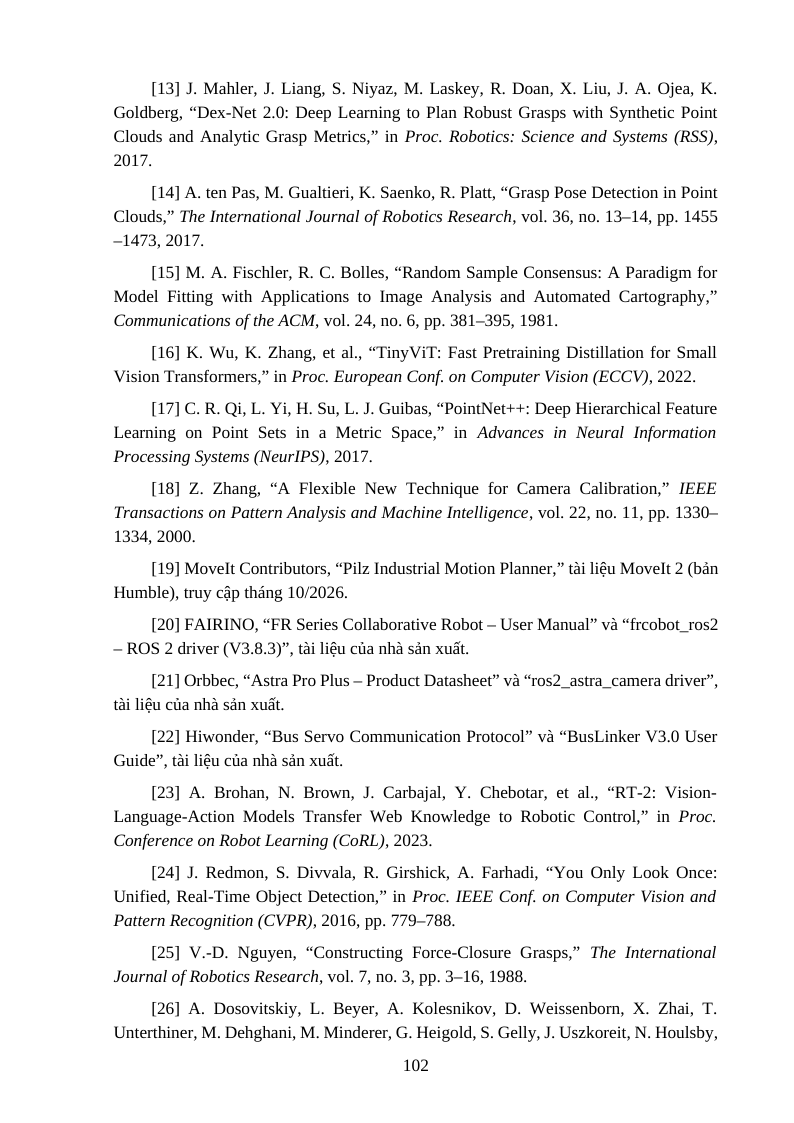 [13] J. Mahler, J. Liang, S. Niyaz, M. Laskey, R. Doan, X. Liu, J. A. Ojea, K.
Goldberg, “Dex-Net 2.0: Deep Learning to Plan Robust Grasps with Synthetic Point
Clouds and Analytic Grasp Metrics,” in Proc. Robotics: Science and Systems (RSS),
2017.
[14] A. ten Pas, M. Gualtieri, K. Saenko, R. Platt, “Grasp Pose Detection in Point
Clouds,” The International Journal of Robotics Research, vol. 36, no. 13–14, pp. 1455
–1473, 2017.
[15] M. A. Fischler, R. C. Bolles, “Random Sample Consensus: A Paradigm for
Model Fitting with Applications to Image Analysis and Automated Cartography,”
Communications of the ACM, vol. 24, no. 6, pp. 381–395, 1981.
[16] K. Wu, K. Zhang, et al., “TinyViT: Fast Pretraining Distillation for Small
Vision Transformers,” in Proc. European Conf. on Computer Vision (ECCV), 2022.
[17] C. R. Qi, L. Yi, H. Su, L. J. Guibas, “PointNet++: Deep Hierarchical Feature
Learning on Point Sets in a Metric Space,” in Advances in Neural Information
Processing Systems (NeurIPS), 2017.
[18] Z. Zhang, “A Flexible New Technique for Camera Calibration,” IEEE
Transactions on Pattern Analysis and Machine Intelligence, vol. 22, no. 11, pp. 1330–
1334, 2000.
[19] MoveIt Contributors, “Pilz Industrial Motion Planner,” tài liệu MoveIt 2 (bản
Humble), truy cập tháng 10/2026.
[20] FAIRINO, “FR Series Collaborative Robot – User Manual” và “frcobot_ros2
– ROS 2 driver (V3.8.3)”, tài liệu của nhà sản xuất.
[21] Orbbec, “Astra Pro Plus – Product Datasheet” và “ros2_astra_camera driver”,
tài liệu của nhà sản xuất.
[22] Hiwonder, “Bus Servo Communication Protocol” và “BusLinker V3.0 User
Guide”, tài liệu của nhà sản xuất.
[23] A. Brohan, N. Brown, J. Carbajal, Y. Chebotar, et al., “RT-2: Vision-
Language-Action Models Transfer Web Knowledge to Robotic Control,” in Proc.
Conference on Robot Learning (CoRL), 2023.
[24] J. Redmon, S. Divvala, R. Girshick, A. Farhadi, “You Only Look Once:
Unified, Real-Time Object Detection,” in Proc. IEEE Conf. on Computer Vision and
Pattern Recognition (CVPR), 2016, pp. 779–788.
[25] V.-D. Nguyen, “Constructing Force-Closure Grasps,” The International
Journal of Robotics Research, vol. 7, no. 3, pp. 3–16, 1988.
[26] A. Dosovitskiy, L. Beyer, A. Kolesnikov, D. Weissenborn, X. Zhai, T.
Unterthiner, M. Dehghani, M. Minderer, G. Heigold, S. Gelly, J. Uszkoreit, N. Houlsby,
102